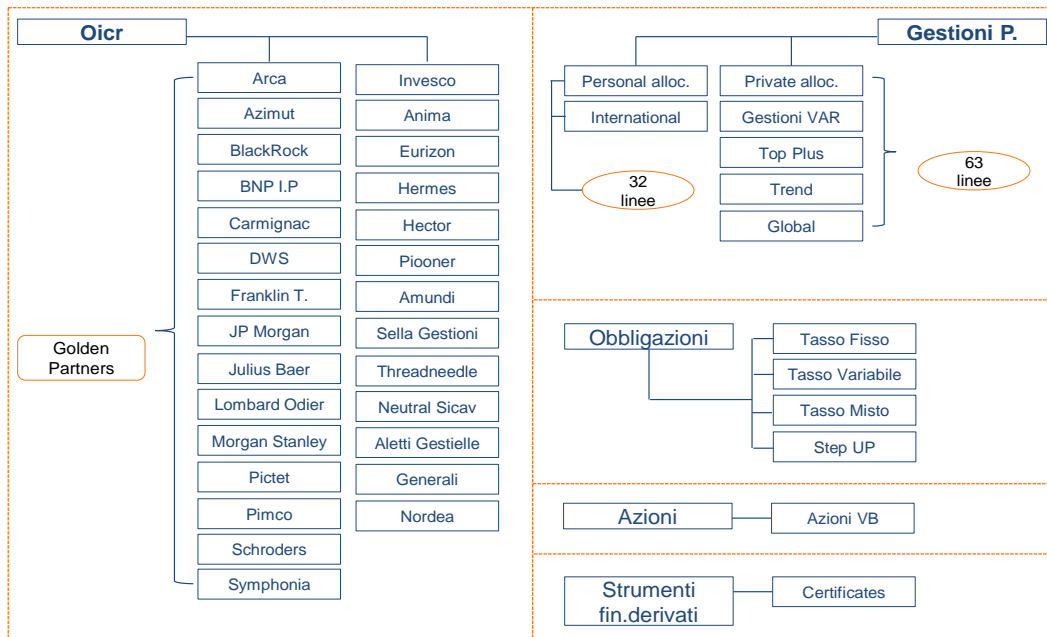 Oicr
Arca
Azimut
BlackRock
BNP I.P
Carmignac
DWS
Franklin T.
JP Morgan
Julius Baer
Lombard Odier
Morgan Stanley
Pictet
Pimco
Schroders
Symphonia
Golden
Partners
Invesco
Anima
Eurizon
Hermes
Hector
Piooner
Amundi
Sella Gestioni
Threadneedle
Neutral Sicav
Aletti Gestielle
Generali
Nordea
Gestioni P.
Personal alloc.
International
32
linee
Private alloc.
Gestioni VAR
Top Plus
Trend
Global
63
linee
Obbligazioni
Tasso Fisso
Tasso Variabile
Tasso Misto
Step UP
Azioni
Azioni VB
Strumenti
fin.derivati
Certificates